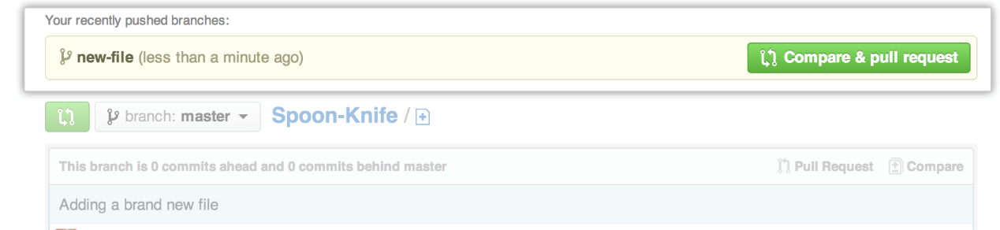 Your recently pushed branches:
new-file (less than a minute ago) Compare & pull request
branch: master Spoon-Knife /
This branch is 0 commits ahead and 0 commits behind master Pull Request Compare
Adding a brand new file